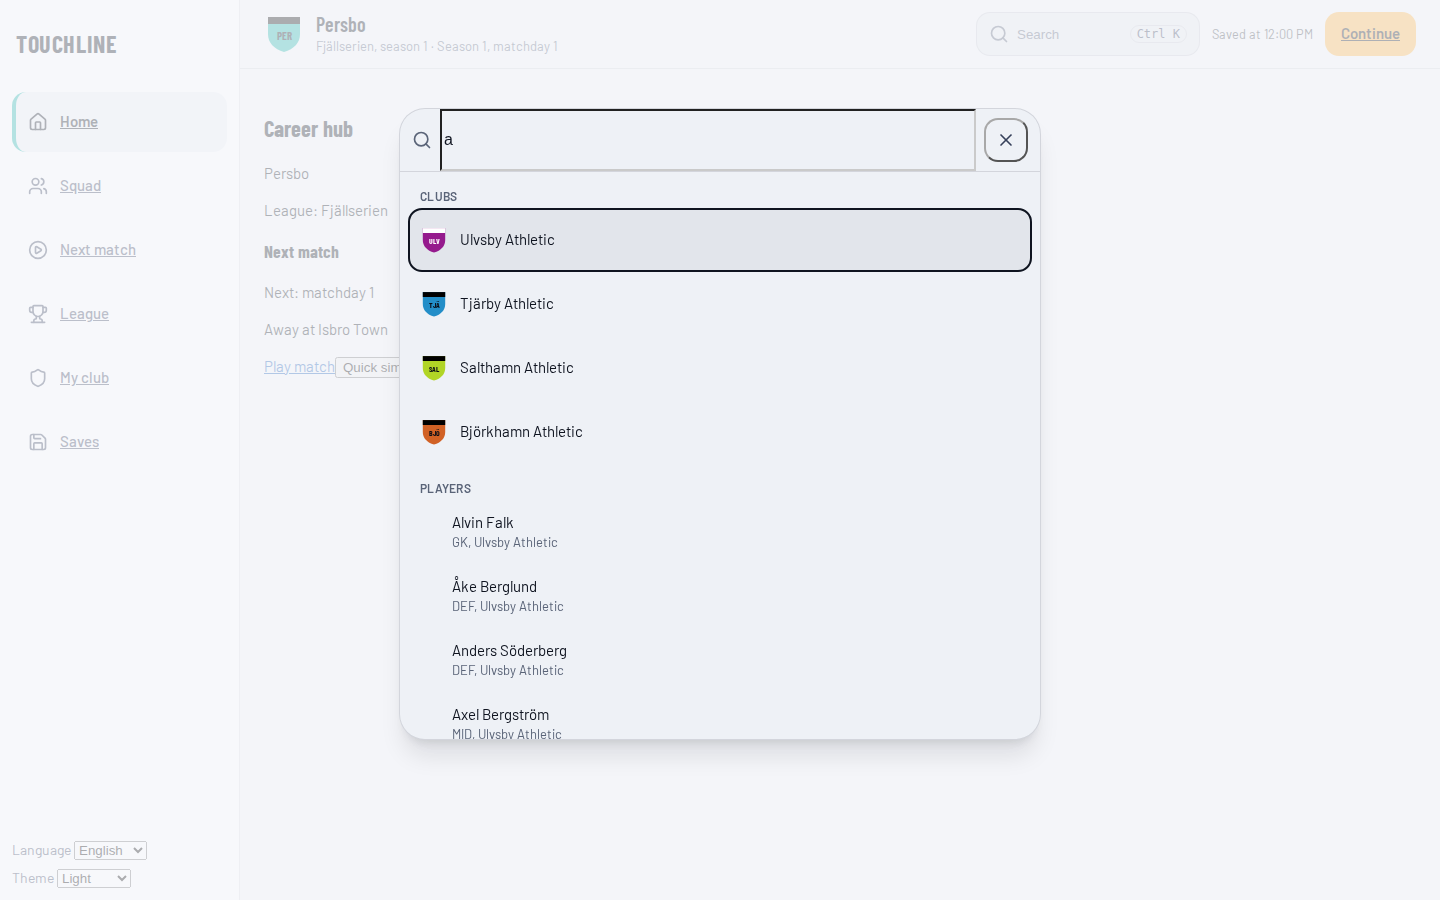 TOUCHLINE
Home
Squad
Next match
League
My club
Saves
Language English
Theme Light
PER
Persbo
Fjällserien, season 1 · Season 1, matchday 1
Search
Ctrl K
Saved at 12:00 PM
Continue
Career hub
Persbo
League: Fjällserien
Next match
Next: matchday 1
Away at Isbro Town
Play match Quick sim
a
CLUBS
ULV
Ulvsby Athletic
TJÄ
Tjärby Athletic
SAL
Salthamn Athletic
BJÖ
Björkhamn Athletic
PLAYERS
Alvin Falk
GK, Ulvsby Athletic
Åke Berglund
DEF, Ulvsby Athletic
Anders Söderberg
DEF, Ulvsby Athletic
Axel Bergström
MID, Ulvsby Athletic